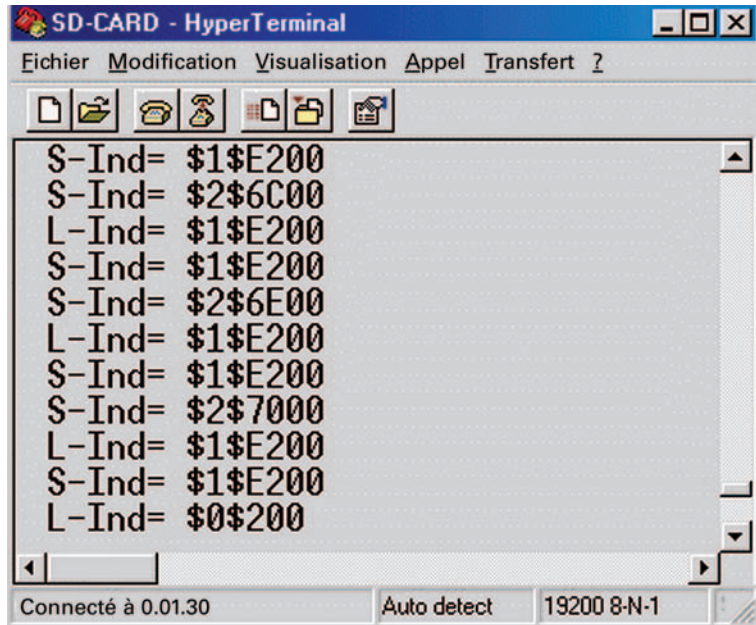 SD-CARD - HyperTerminal
Fichier Modification Visualisation Appel Transfert ?
S-Ind= $1$E200
S-Ind= $2$6C00
L-Ind= $1$E200
S-Ind= $1$E200
S-Ind= $2$6E00
L-Ind= $1$E200
S-Ind= $1$E200
S-Ind= $2$7000
L-Ind= $1$E200
S-Ind= $1$E200
L-Ind= $0$200
Connecté à 0.01.30 Auto detect 19200 8-N-1